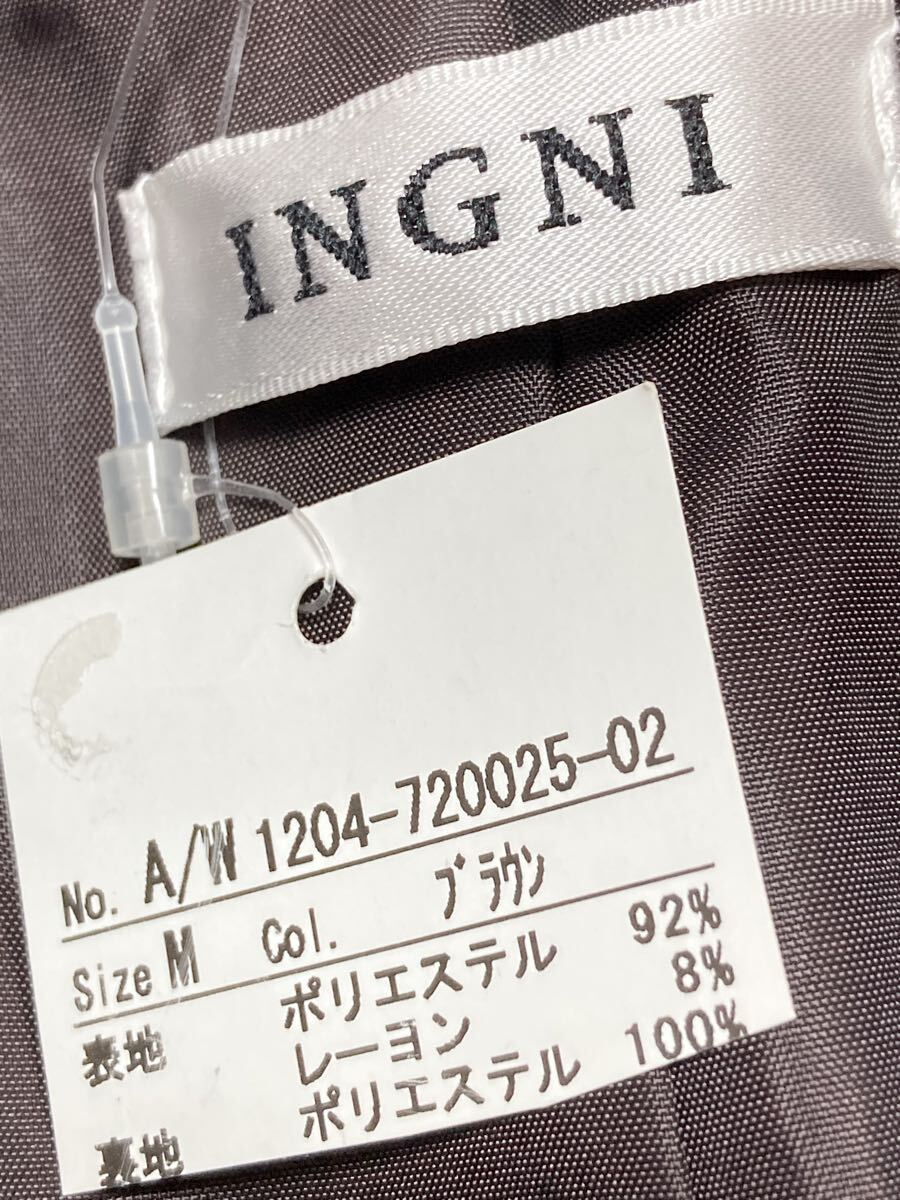 INGNI
No. A/W 1204-720025-02
Size M Col. ブラウン
表地 ポリエステル 92%
レーヨン 8%
裏地 ポリエステル 100%